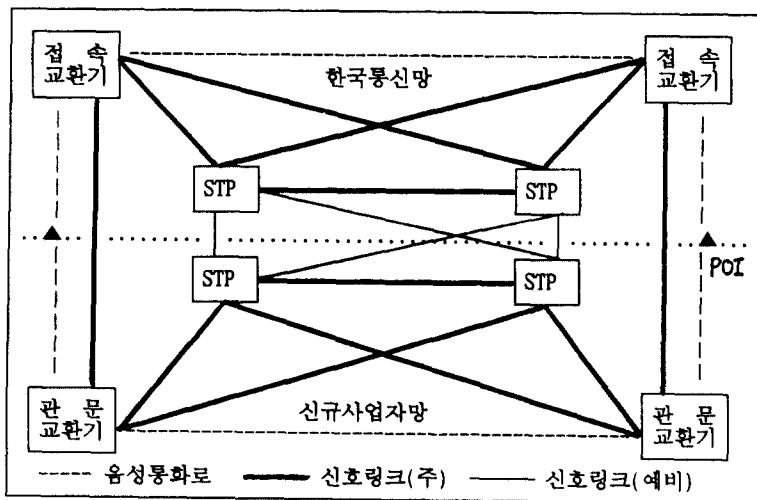 접 속
교환기
접 속
교환기
한국통신망
STP
STP
STP
STP
POI
관 문
교환기
관 문
교환기
신규사업자망
음성통화로
신호링크(주)
신호링크(예비)